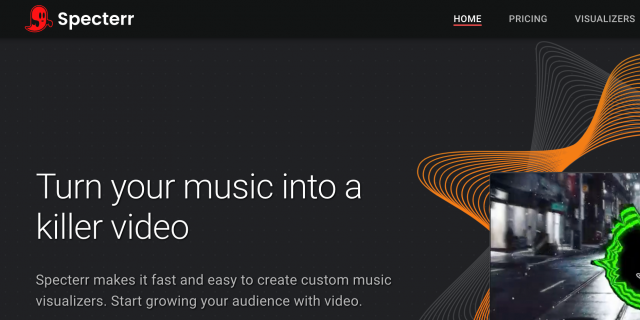 Specterr
HOME PRICING VISUALIZERS
Turn your music into a
killer video
Specterr makes it fast and easy to create custom music
visualizers. Start growing your audience with video.